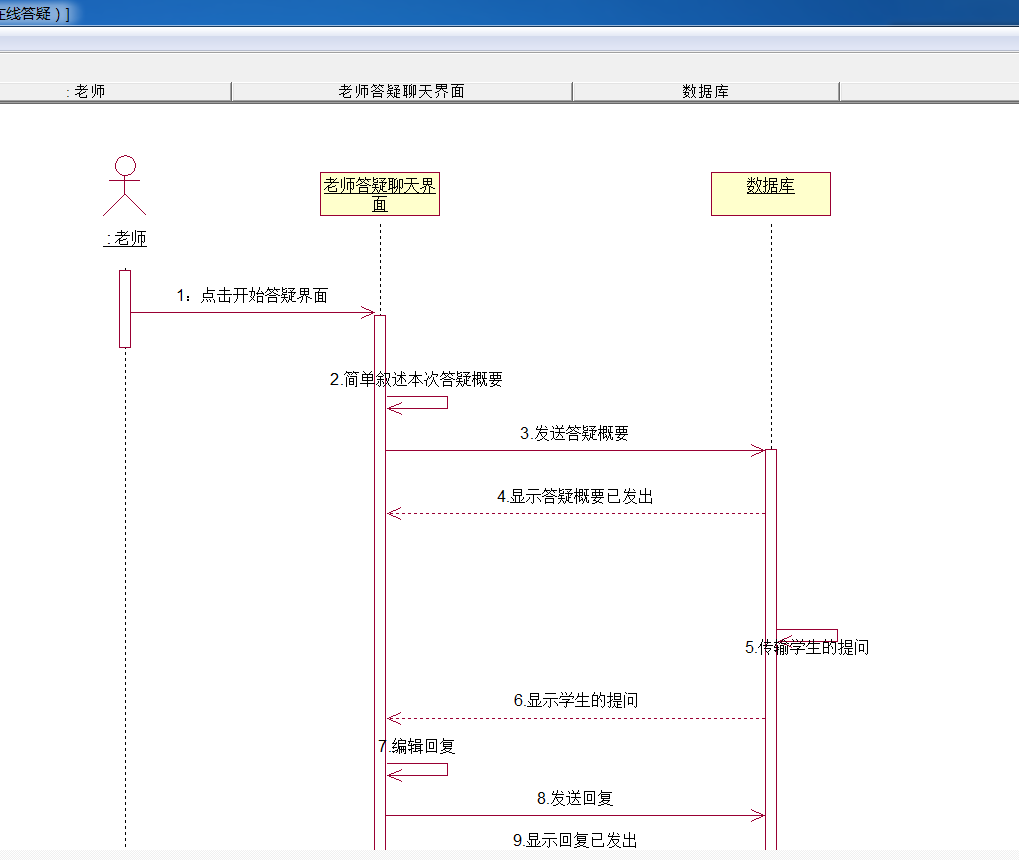 在线答疑 ) ]
: 老师
老师答疑聊天界面
数据库
老师答疑聊天界
面
数据库
: 老师
1：点击开始答疑界面
2.简单叙述本次答疑概要
3.发送答疑概要
4.显示答疑概要已发出
5.传输学生的提问
6.显示学生的提问
7.编辑回复
8.发送回复
9.显示回复已发出